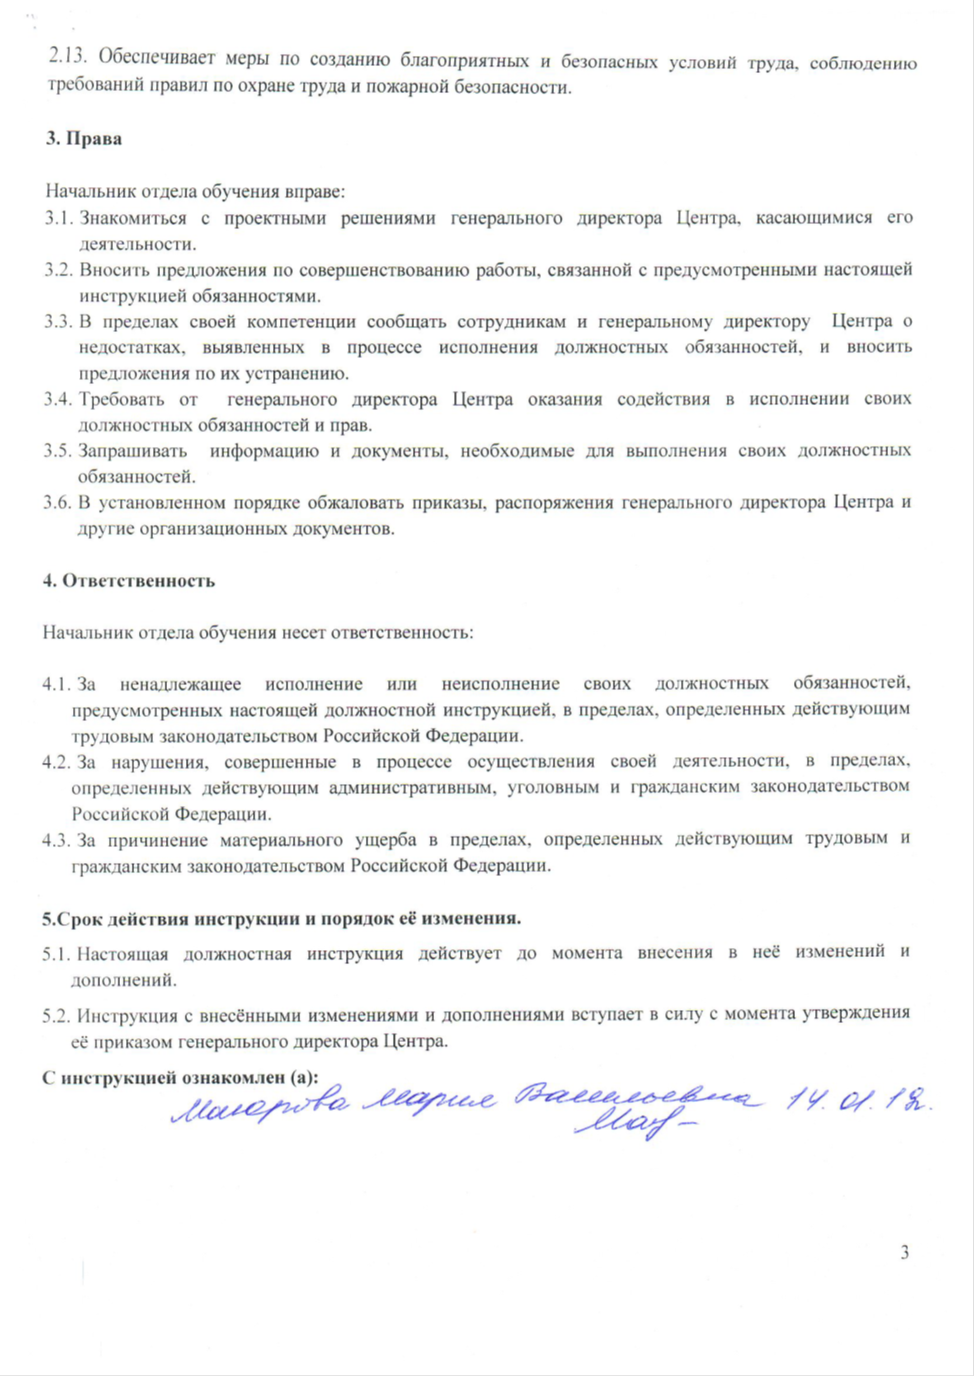 2.13. Обеспечивает меры по созданию благоприятных и безопасных условий труда, соблюдению
требований правил по охране труда и пожарной безопасности.
3. Права
Начальник отдела обучения вправе:
3.1. Знакомиться с проектными решениями генерального директора Центра, касающимися его
деятельности.
3.2. Вносить предложения по совершенствованию работы, связанной с предусмотренными настоящей
инструкцией обязанностями.
3.3. В пределах своей компетенции сообщать сотрудникам и генеральному директору Центра о
недостатках, выявленных в процессе исполнения должностных обязанностей, и вносить
предложения по их устранению.
3.4. Требовать от генерального директора Центра оказания содействия в исполнении своих
должностных обязанностей и прав.
3.5. Запрашивать информацию и документы, необходимые для выполнения своих должностных
обязанностей.
3.6. В установленном порядке обжаловать приказы, распоряжения генерального директора Центра и
другие организационных документов.
4. Ответственность
Начальник отдела обучения несет ответственность:
4.1. За ненадлежащее исполнение или неисполнение своих должностных обязанностей,
предусмотренных настоящей должностной инструкцией, в пределах, определенных действующим
трудовым законодательством Российской Федерации.
4.2. За нарушения, совершенные в процессе осуществления своей деятельности, в пределах,
определенных действующим административным, уголовным и гражданским законодательством
Российской Федерации.
4.3. За причинение материального ущерба в пределах, определенных действующим трудовым и
гражданским законодательством Российской Федерации.
5.Срок действия инструкции и порядок её изменения.
5.1. Настоящая должностная инструкция действует до момента внесения в неё изменений и
дополнений.
5.2. Инструкция с внесёнными изменениями и дополнениями вступает в силу с момента утверждения
её приказом генерального директора Центра.
С инструкцией ознакомлен (а):
Мария Васильевна 14.01.12.
3